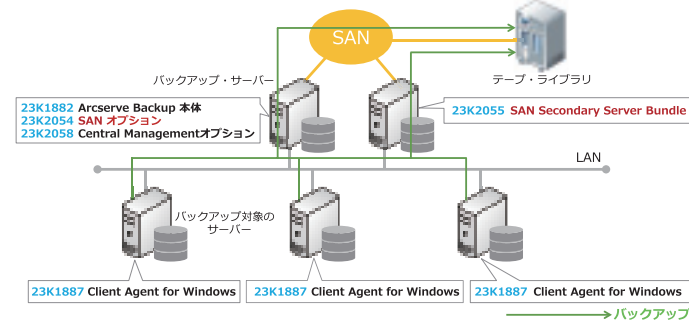 SAN
バックアップ・サーバー
テープ・ライブラリ
23K1882 Arcserve Backup 本体
23K2054 SAN オプション
23K2058 Central Managementオプション
23K2055 SAN Secondary Server Bundle
LAN
バックアップ対象の
サーバー
23K1887 Client Agent for Windows
23K1887 Client Agent for Windows
23K1887 Client Agent for Windows
バックアップ